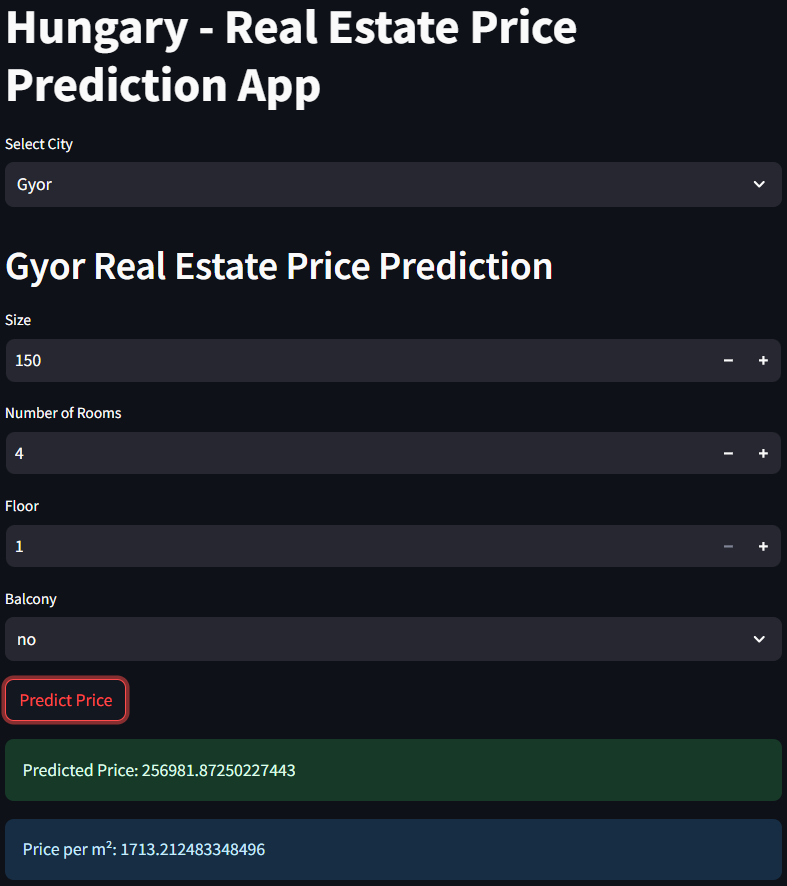 Hungary - Real Estate Price
Prediction App
Select City
Gyor
Gyor Real Estate Price Prediction
Size
150
Number of Rooms
4
Floor
1
Balcony
no
Predict Price
Predicted Price: 256981.87250227443
Price per m²: 1713.212483348496